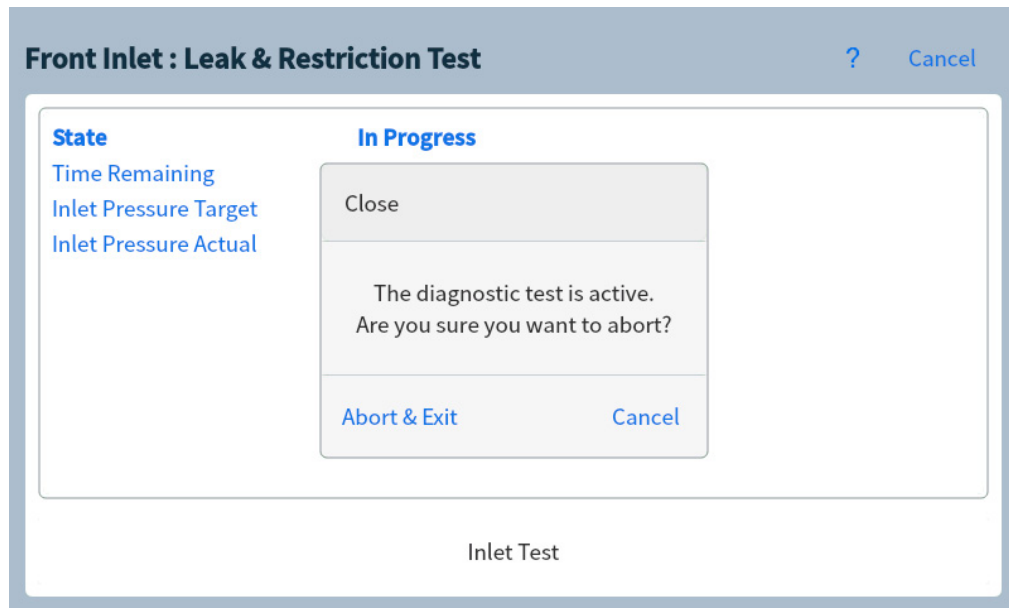 Front Inlet : Leak & Restriction Test ? Cancel
State In Progress
Time Remaining
Inlet Pressure Target
Inlet Pressure Actual
Close
The diagnostic test is active.
Are you sure you want to abort?
Abort & Exit Cancel
Inlet Test